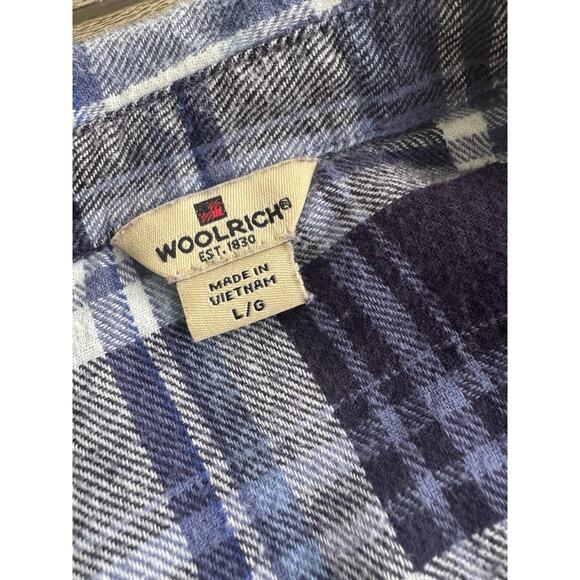 WOOLRICH®
EST. 1830
MADE IN
VIETNAM
L/G